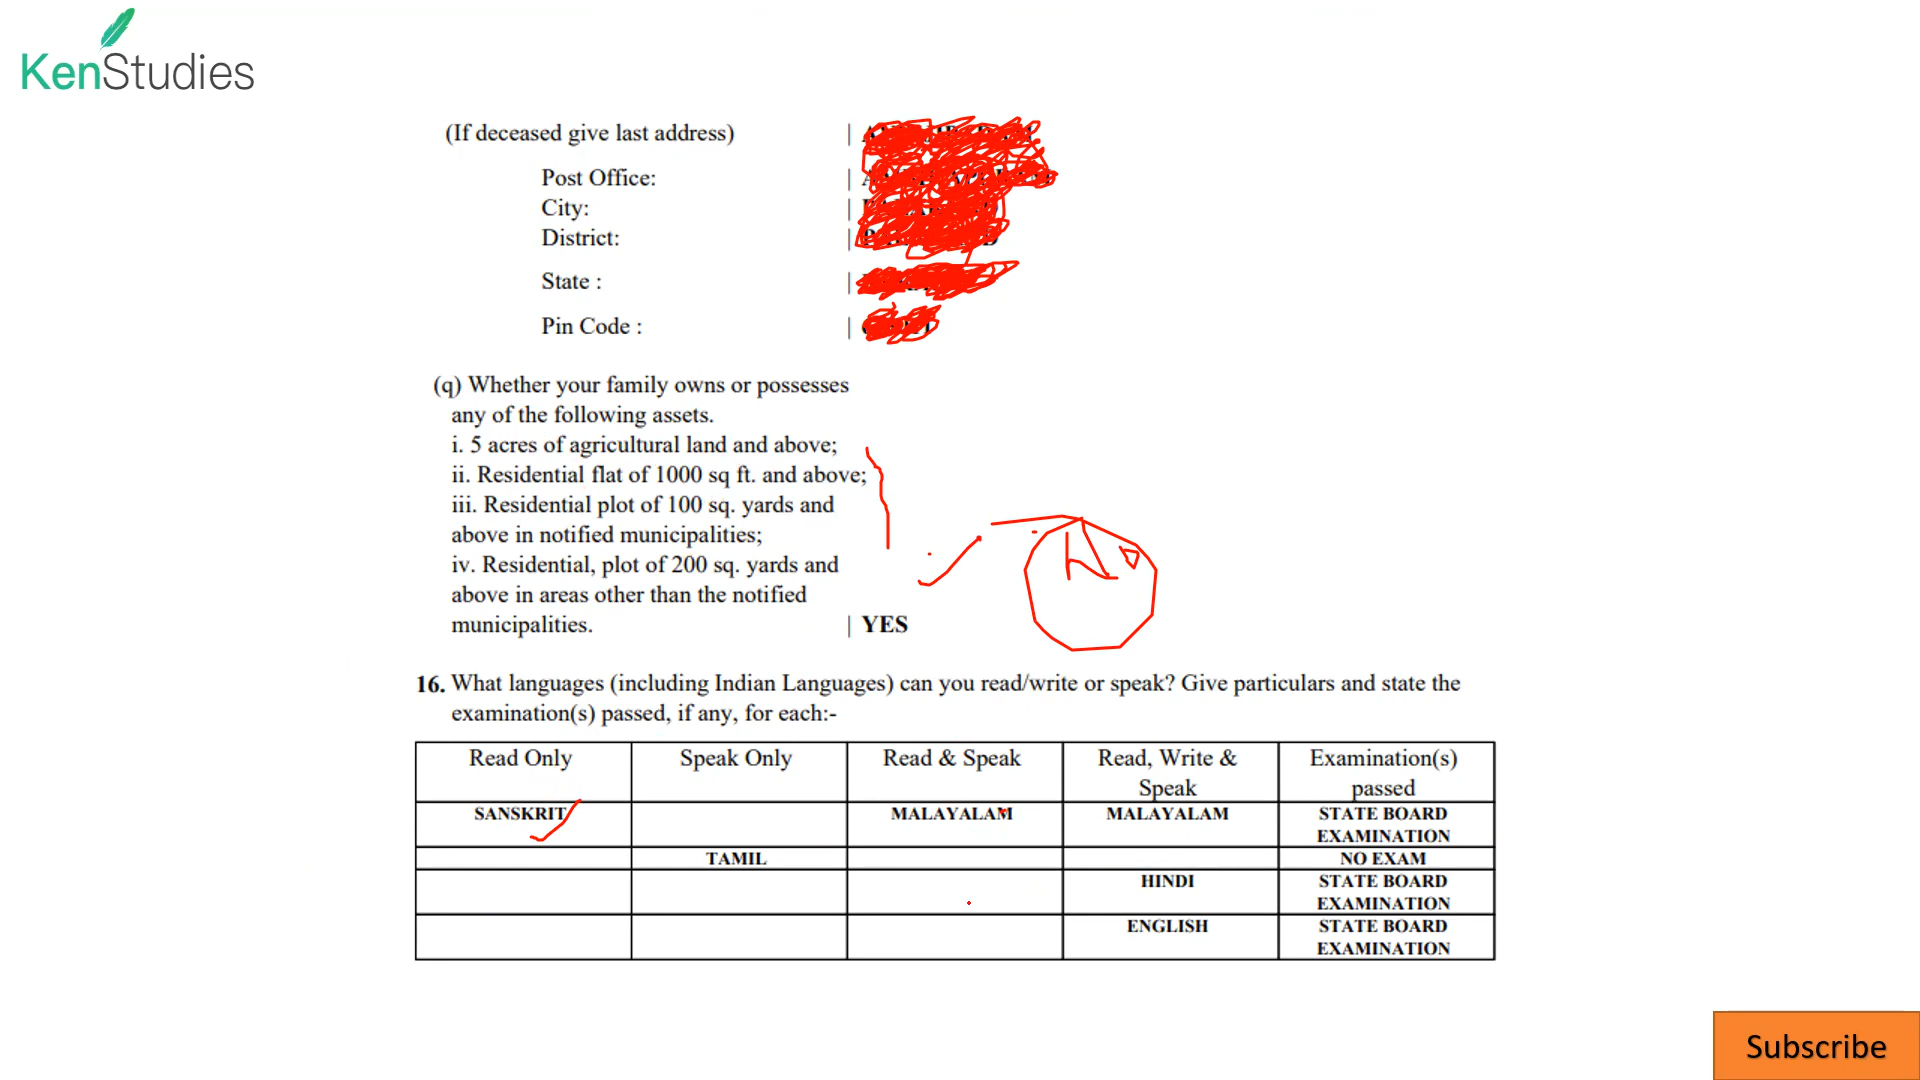 KenStudies
(If deceased give last address) |
Post Office: |
City: |
District: |
State : |
Pin Code : |
(q) Whether your family owns or possesses
any of the following assets.
i. 5 acres of agricultural land and above;
ii. Residential flat of 1000 sq ft. and above;
iii. Residential plot of 100 sq. yards and
above in notified municipalities;
iv. Residential, plot of 200 sq. yards and
above in areas other than the notified
municipalities. | YES
16. What languages (including Indian Languages) can you read/write or speak? Give particulars and state the
examination(s) passed, if any, for each:-
Read Only Speak Only Read & Speak Read, Write & Speak Examination(s) passed
SANSKRIT MALAYALAM MALAYALAM STATE BOARD EXAMINATION
TAMIL NO EXAM
HINDI STATE BOARD EXAMINATION
ENGLISH STATE BOARD EXAMINATION
Subscribe